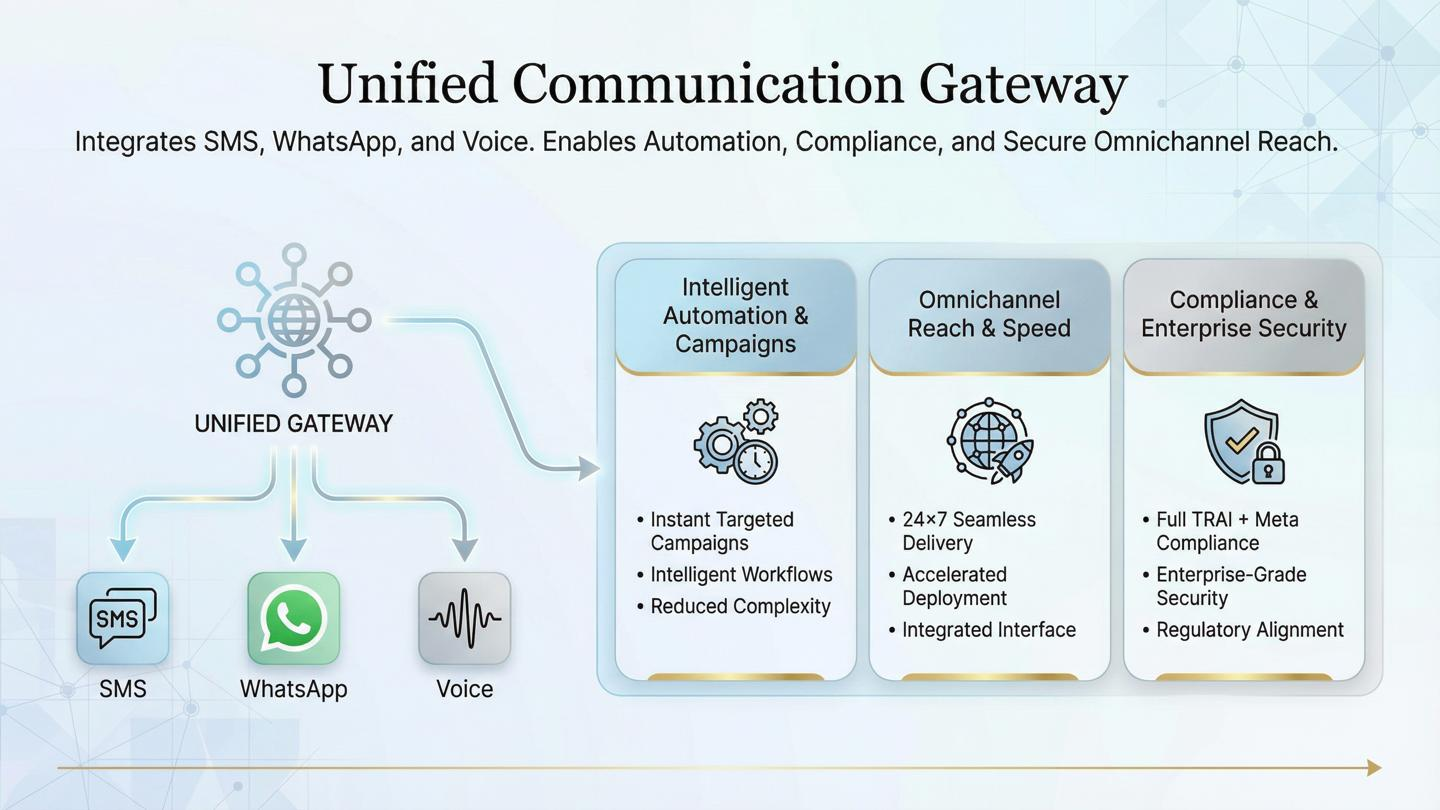 Unified Communication Gateway
Integrates SMS, WhatsApp, and Voice. Enables Automation, Compliance, and Secure Omnichannel Reach.
UNIFIED GATEWAY
SMS
SMS
WhatsApp
Voice
Intelligent
Automation &
Campaigns
• Instant Targeted
Campaigns
• Intelligent Workflows
• Reduced Complexity
Omnichannel
Reach & Speed
• 24×7 Seamless
Delivery
• Accelerated
Deployment
• Integrated Interface
Compliance &
Enterprise Security
• Full TRAI + Meta
Compliance
• Enterprise-Grade
Security
• Regulatory Alignment